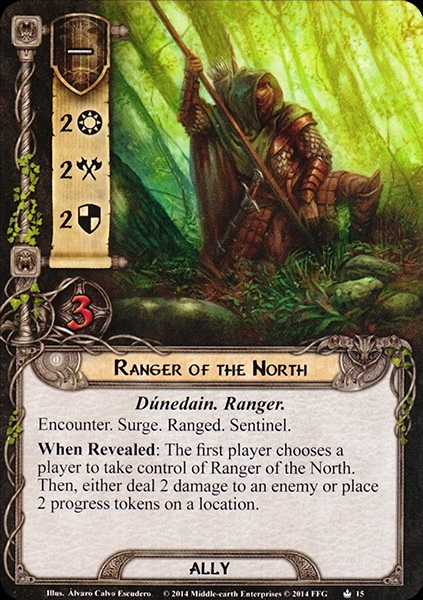 –
2
2
2
3
Ranger of the North
Dúnedain. Ranger.
Encounter. Surge. Ranged. Sentinel.
When Revealed: The first player chooses a
player to take control of Ranger of the North.
Then, either deal 2 damage to an enemy or place
2 progress tokens on a location.
ALLY
Illus. Álvaro Calvo Escudero © 2014 Middle-earth Enterprises © 2014 FFG 15